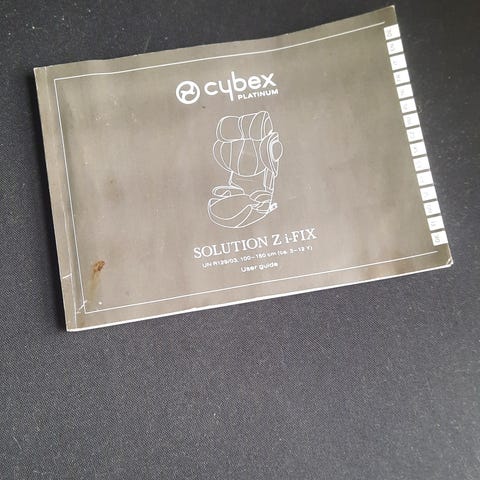 cybex
PLATINUM
SOLUTION Z i-FIX
UN R129/03, 100–150 cm (ca. 3–12 Y)
User guide